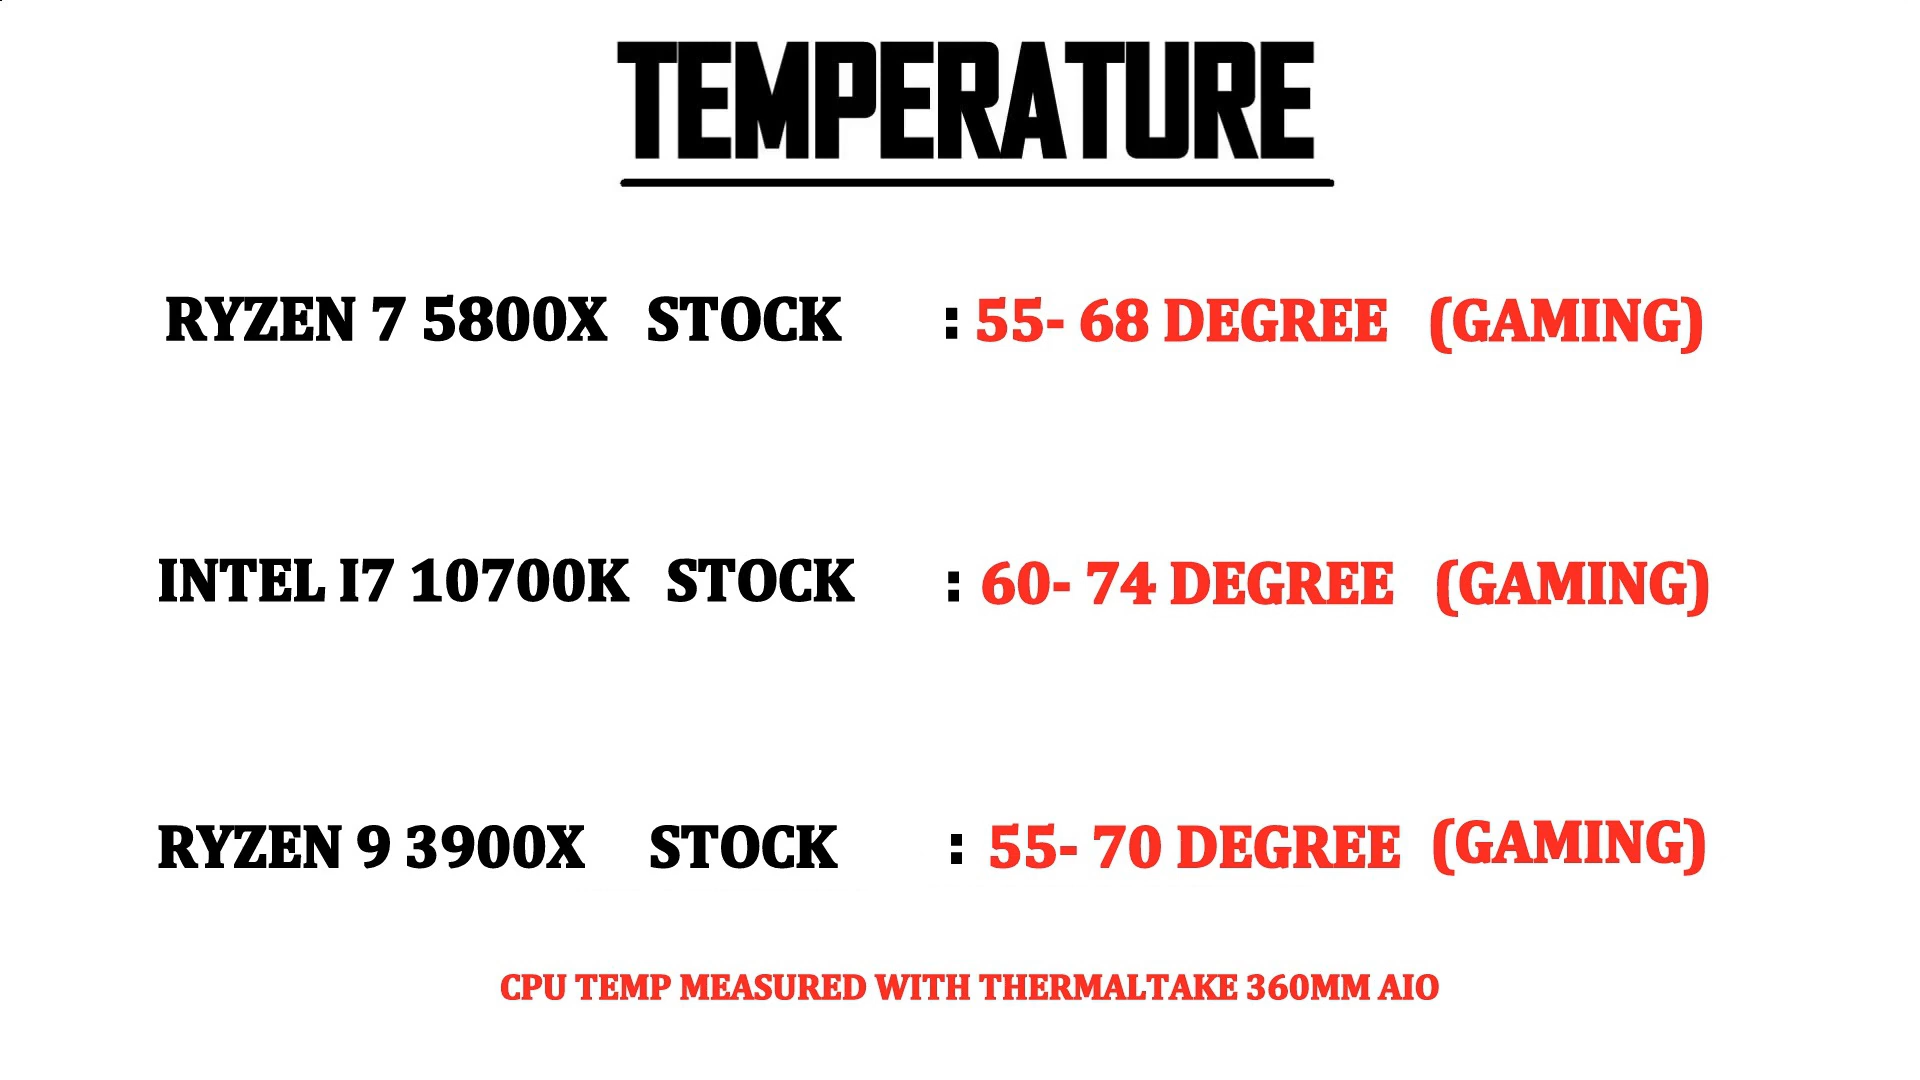 TEMPERATURE
RYZEN 7 5800X STOCK : 55- 68 DEGREE (GAMING)
INTEL I7 10700K STOCK : 60- 74 DEGREE (GAMING)
RYZEN 9 3900X STOCK : 55- 70 DEGREE (GAMING)
CPU TEMP MEASURED WITH THERMALTAKE 360MM AIO